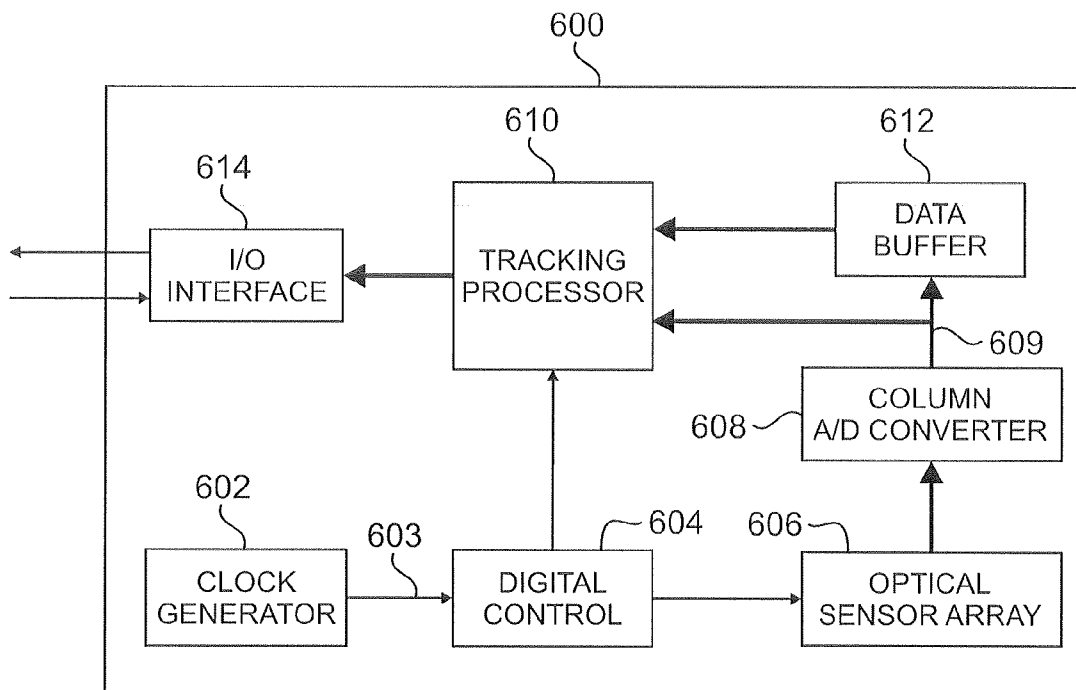 600
610
612
614
DATA
BUFFER
I/O
INTERFACE
TRACKING
PROCESSOR
609
COLUMN
A/D CONVERTER
608
602
603
604
606
CLOCK
GENERATOR
DIGITAL
CONTROL
OPTICAL
SENSOR ARRAY